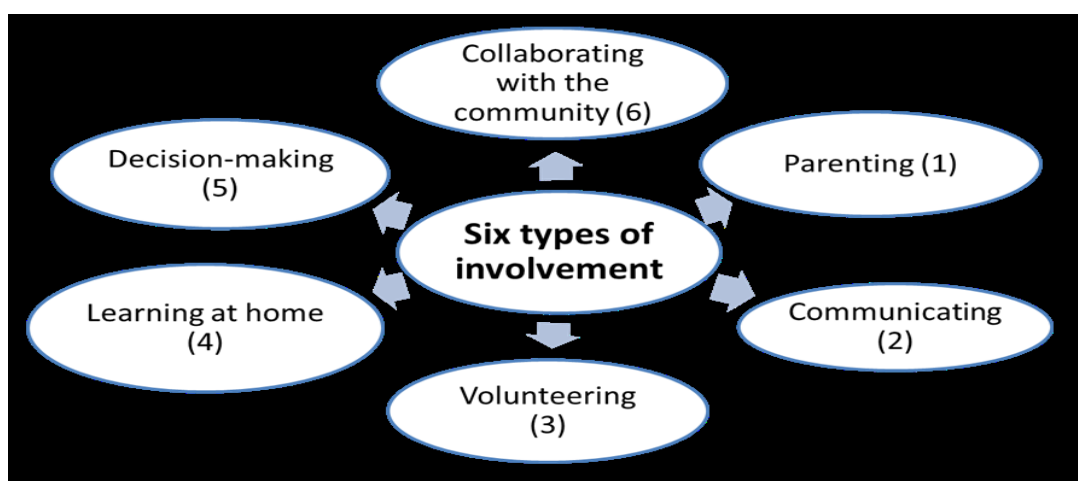 Collaborating
with the
community (6)
Decision-making
(5)
Parenting (1)
Six types of
involvement
Learning at home
(4)
Communicating
(2)
Volunteering
(3)